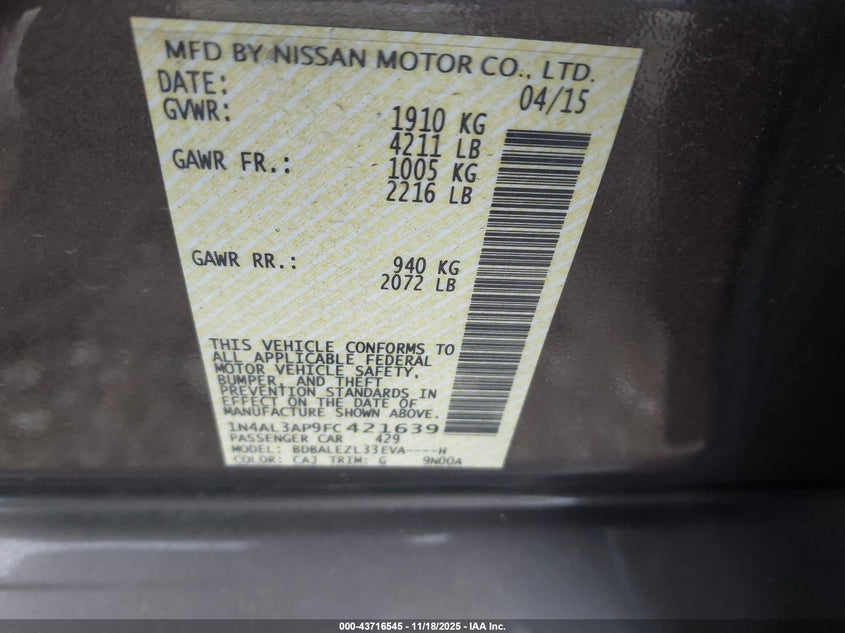 MFD BY NISSAN MOTOR CO., LTD.
DATE: 04/15
GVWR: 1910 KG
4211 LB
GAWR FR.: 1005 KG
2216 LB
GAWR RR.: 940 KG
2072 LB
THIS VEHICLE CONFORMS TO
ALL APPLICABLE FEDERAL
MOTOR VEHICLE SAFETY,
BUMPER, AND THEFT
PREVENTION STANDARDS IN
EFFECT ON THE DATE OF
MANUFACTURE SHOWN ABOVE.
1N4AL3AP9FC421639
PASSENGER CAR 429
MODEL: BDBALEZL33EVA----H
COLOR: CAJ TRIM: G 9N00A
000-43716545 - 11/18/2025 - IAA Inc.